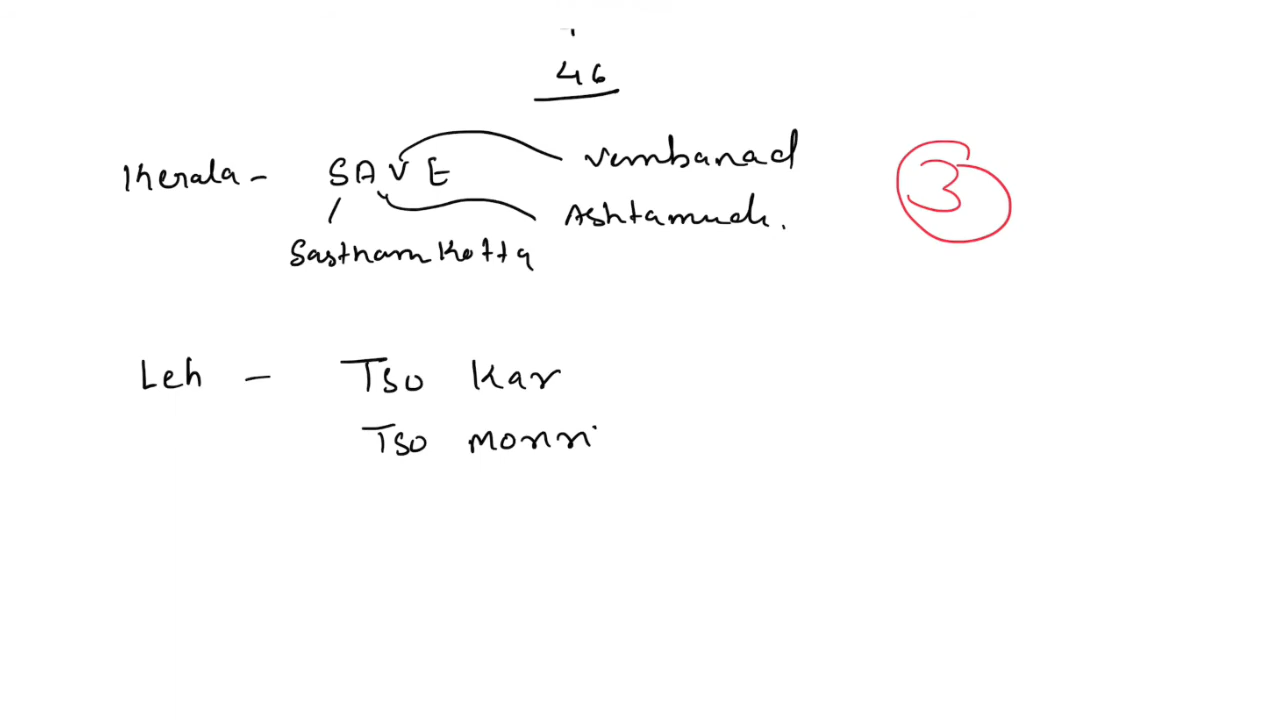 46
Kerala - SAVE
vembanad
3
Ashtamudi.
Sasthamkotta
Leh - Tso Kar
Tso morri